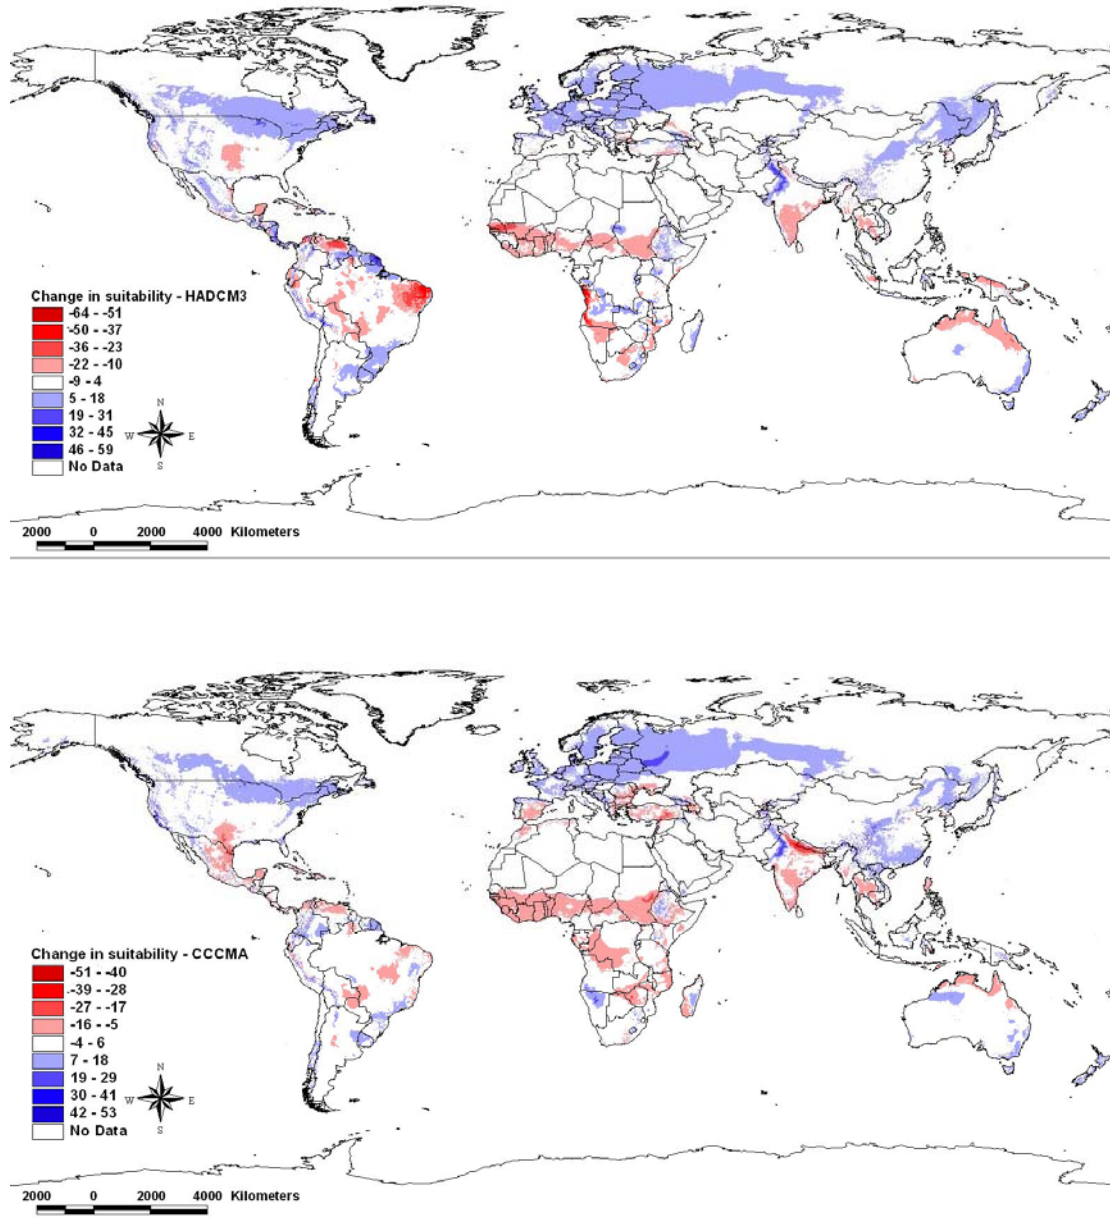 Change in suitability - HADCM3
-64 - -51
-50 - -37
-36 - -23
-22 - -10
-9 - 4
5 - 18
19 - 31
32 - 45
46 - 59
No Data
N
W E
S
2000 0 2000 4000 Kilometers
Change in suitability - CCCMA
-51 - -40
-39 - -28
-27 - -17
-16 - -5
-4 - 6
7 - 18
19 - 29
30 - 41
42 - 53
No Data
N
W E
S
2000 0 2000 4000 Kilometers